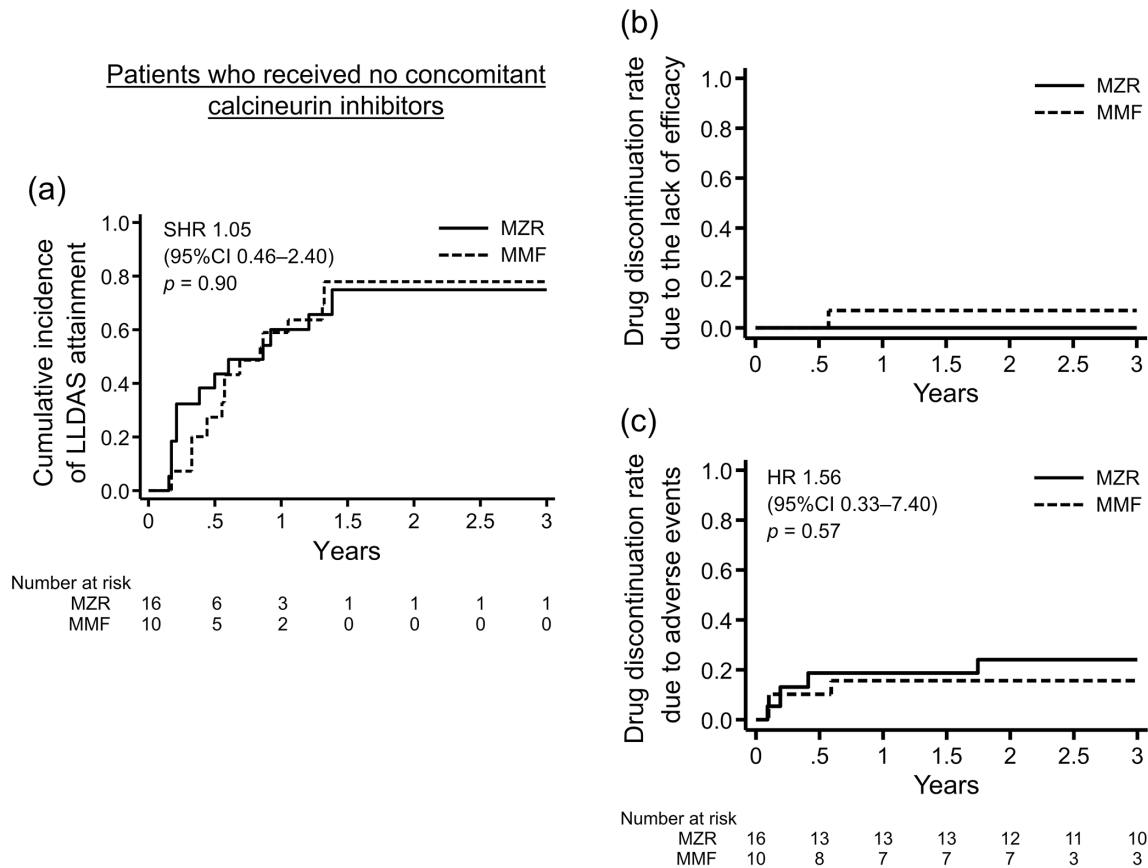 Patients who received no concomitant
calcineurin inhibitors
(a)
Cumulative incidence
of LLDAS attainment
1.0
0.8
0.6
0.4
0.2
0.0
SHR 1.05
(95%CI 0.46–2.40)
p = 0.90
MZR
MMF
0 .5 1 1.5 2 2.5 3
Years
Number at risk
MZR 16 6 3 1 1 1 1
MMF 10 5 2 0 0 0 0
(b)
Drug discontinuation rate
due to the lack of efficacy
1.0
0.8
0.6
0.4
0.2
0.0
MZR
MMF
0 .5 1 1.5 2 2.5 3
Years
(c)
Drug discontinuation rate
due to adverse events
1.0
0.8
0.6
0.4
0.2
0.0
HR 1.56
(95%CI 0.33–7.40)
p = 0.57
MZR
MMF
0 .5 1 1.5 2 2.5 3
Years
Number at risk
MZR 16 13 13 13 12 11 10
MMF 10 8 7 7 7 3 3